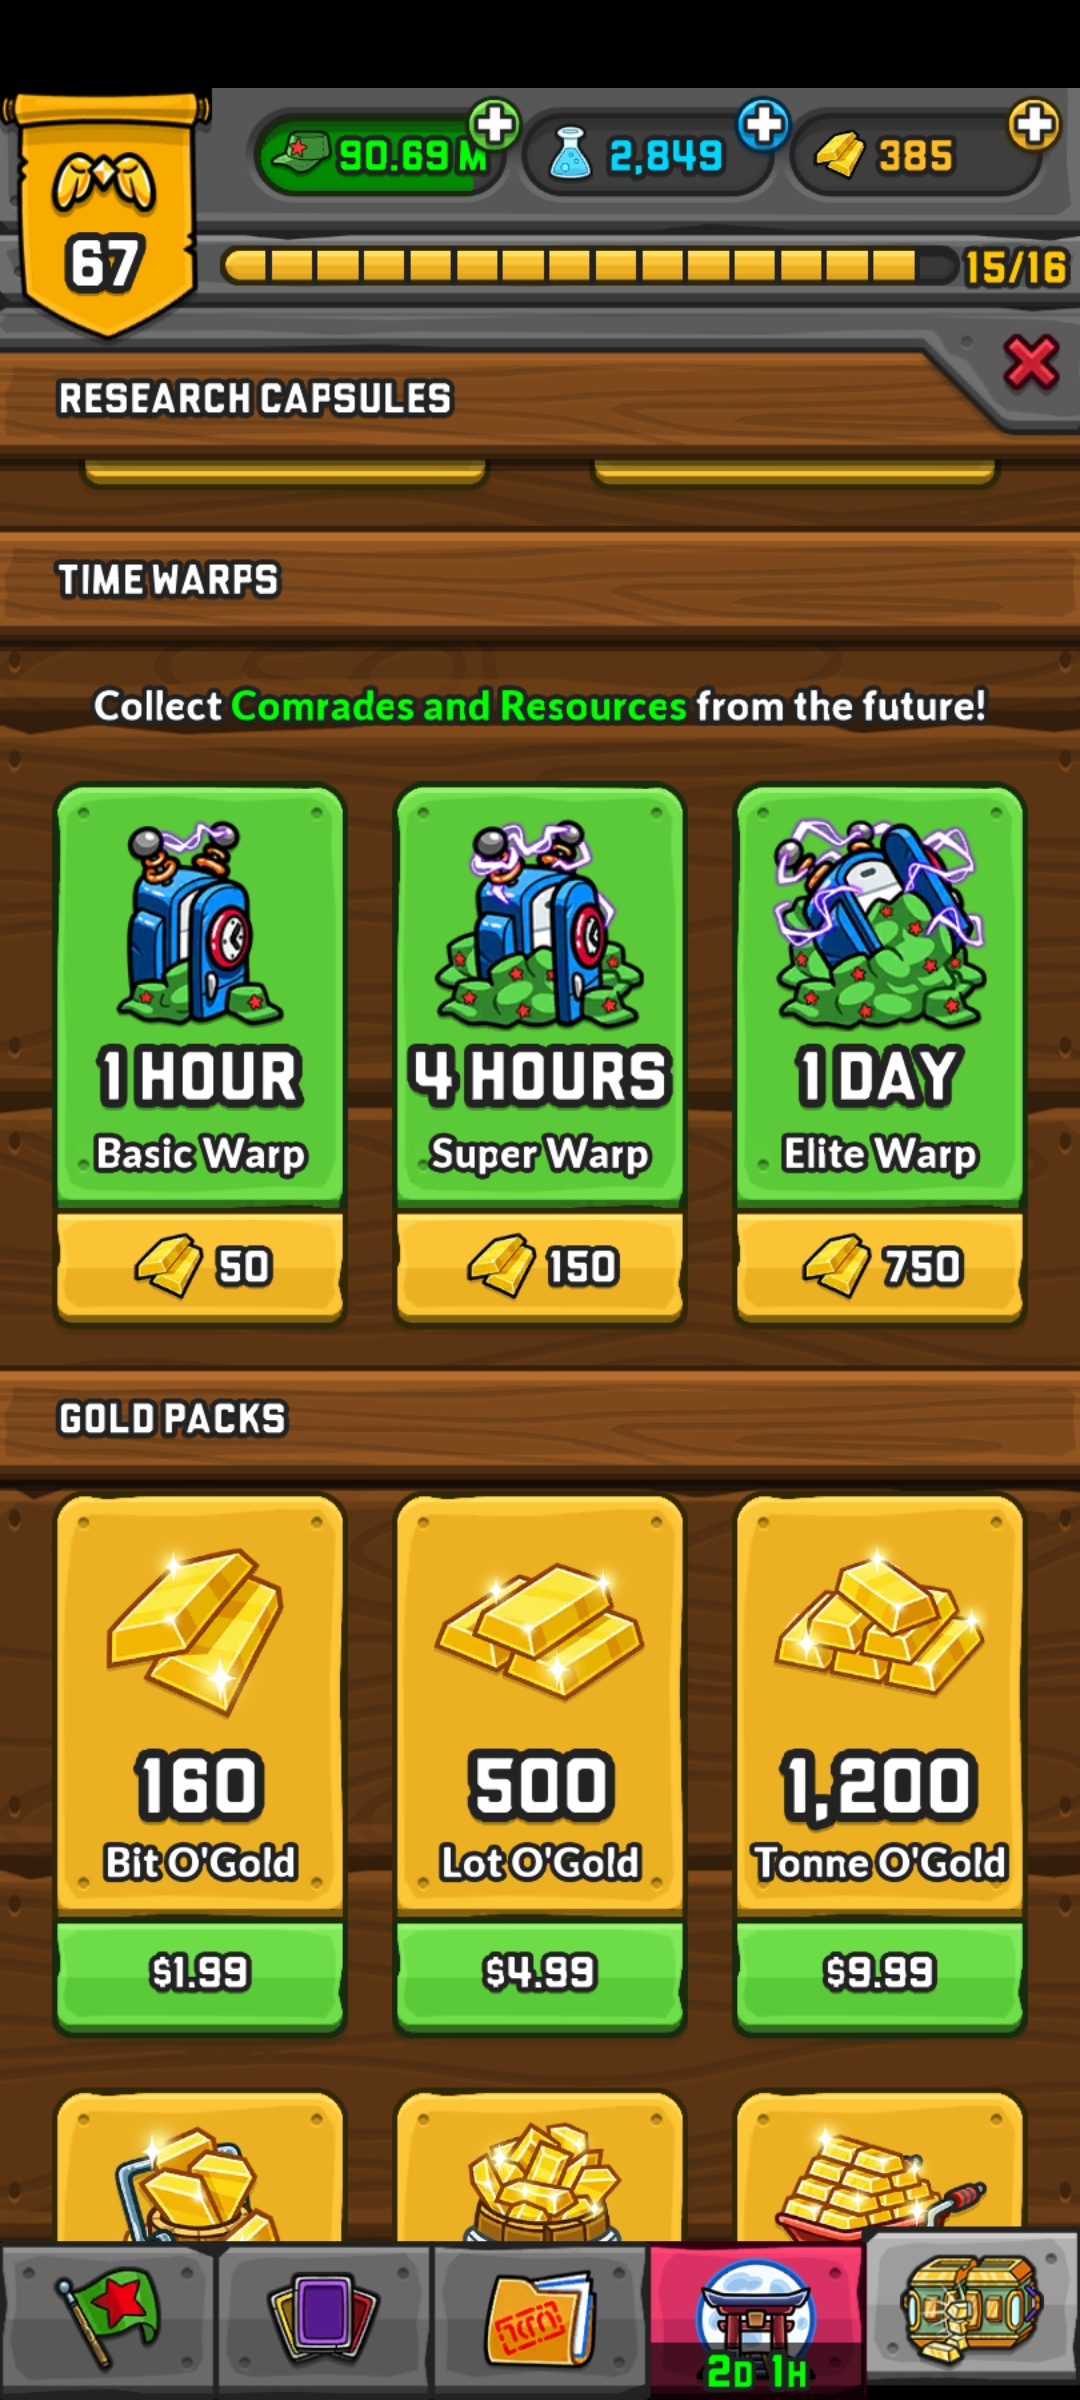 90.69 M
2,849
385
67
15/16
RESEARCH CAPSULES
TIME WARPS
Collect Comrades and Resources from the future!
1 HOUR
Basic Warp
50
4 HOURS
Super Warp
150
1 DAY
Elite Warp
750
GOLD PACKS
160
Bit O'Gold
$1.99
500
Lot O'Gold
$4.99
1,200
Tonne O'Gold
$9.99
2D 1H